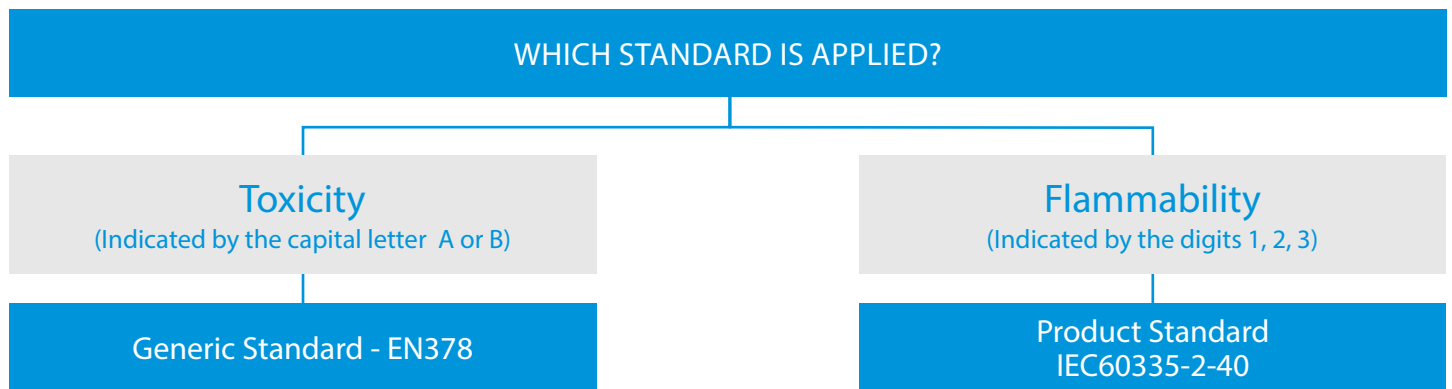 WHICH STANDARD IS APPLIED?
Toxicity
(Indicated by the capital letter A or B)
Flammability
(Indicated by the digits 1, 2, 3)
Generic Standard - EN378
Product Standard
IEC60335-2-40